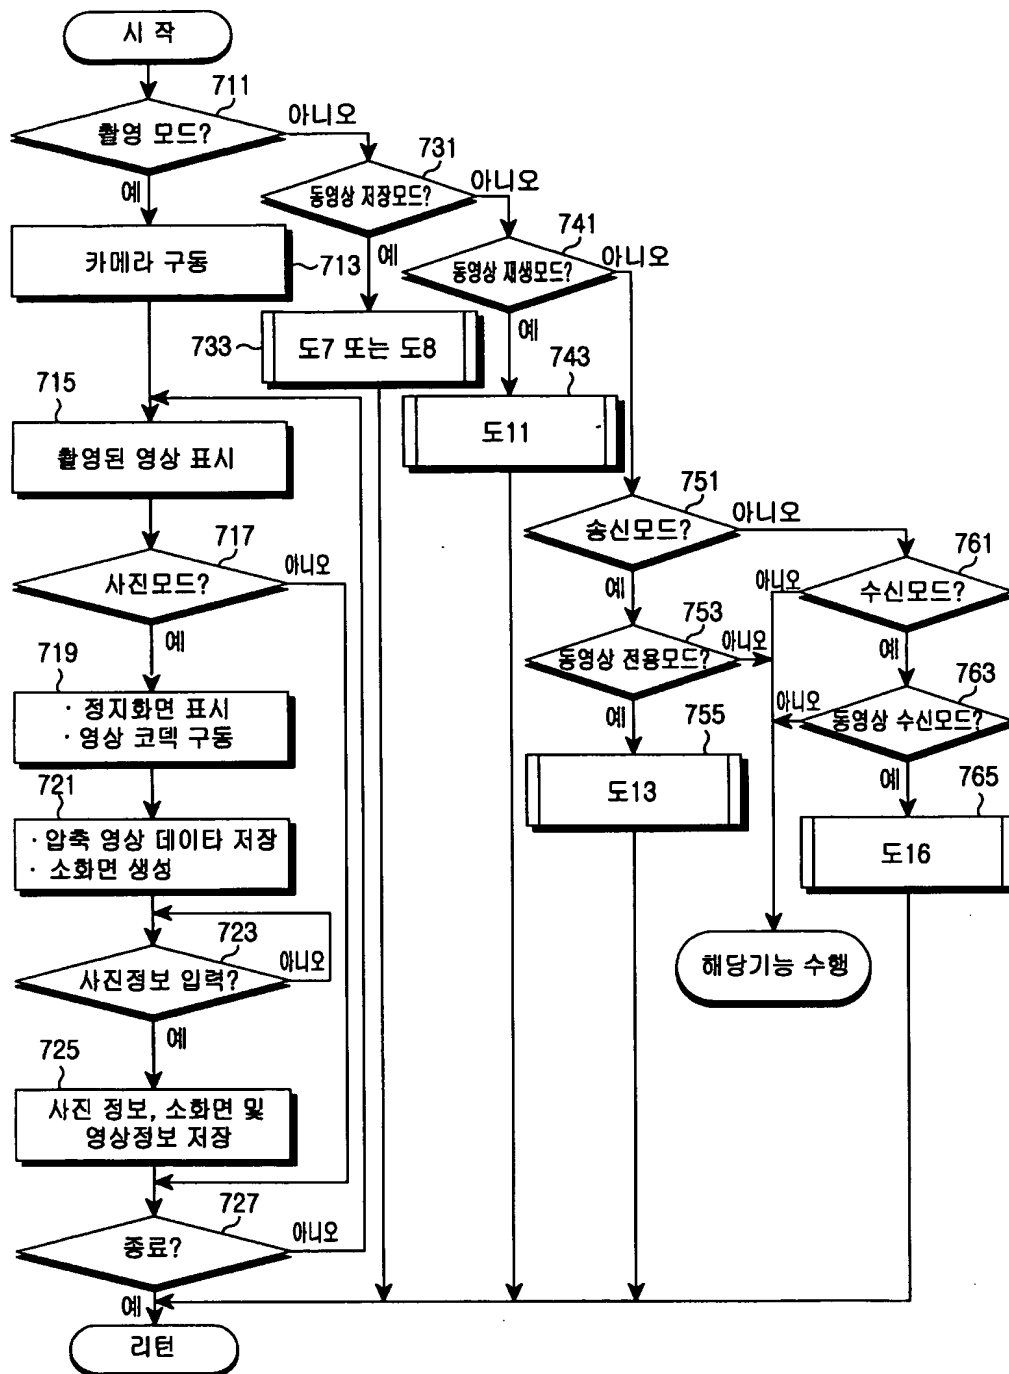 시 작
711
촬영 모드?
아니오
예
731
동영상 저장모드?
아니오
예
741
동영상 재생모드?
아니오
예
카메라 구동
713
733
도7 또는 도8
743
도11
715
촬영된 영상 표시
751
송신모드?
아니오
예
717
사진모드?
아니오
예
761
수신모드?
아니오
예
753
동영상 전용모드?
아니오
예
763
동영상 수신모드?
아니오
예
719
· 정지화면 표시
· 영상 코덱 구동
755
도13
765
도16
721
· 압축 영상 데이타 저장
· 소화면 생성
723
사진정보 입력?
아니오
예
해당기능 수행
725
사진 정보, 소화면 및
영상정보 저장
727
종료?
아니오
예
리턴